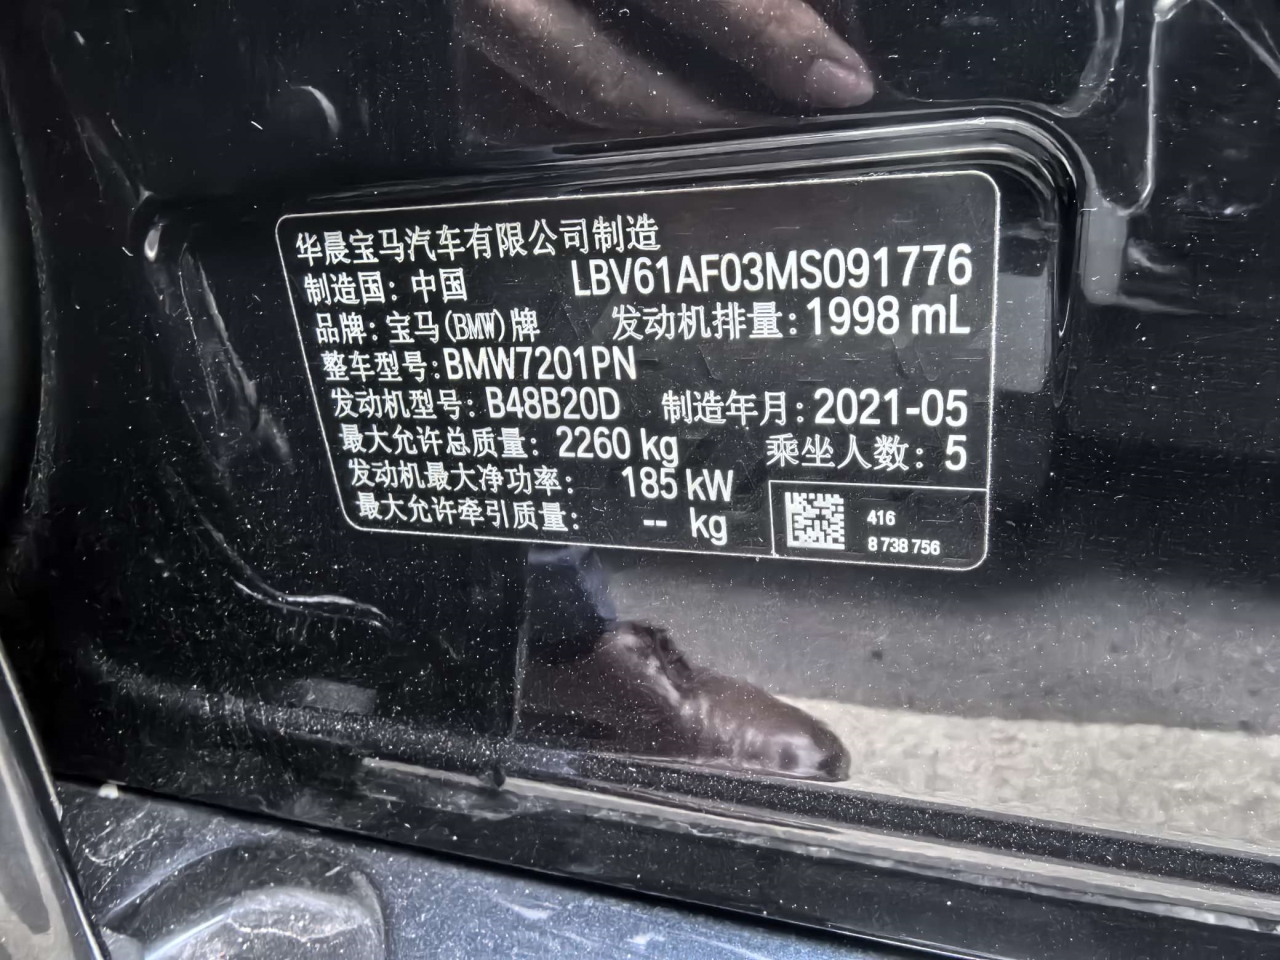 华晨宝马汽车有限公司制造
制造国：中国 LBV61AF03MS091776
品牌：宝马(BMW)牌 发动机排量：1998 mL
整车型号：BMW7201PN
发动机型号：B48B20D 制造年月：2021-05
最大允许总质量：2260 kg 乘坐人数：5
发动机最大净功率： 185 kW
最大允许牵引质量： -- kg
416
8 738 756